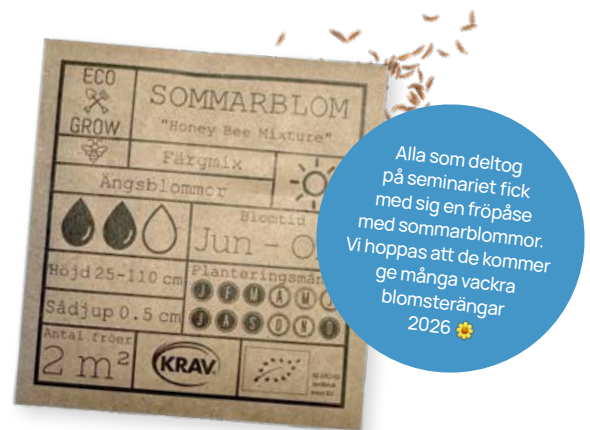 ECO
GROW
SOMMARBLOM
"Honey Bee Mixture"
Färgmix
Ängsblommor
Blomtid
Jun - O
Höjd 25-110 cm
Planteringsmån
J F M A M J
Sådjup 0.5 cm
J A S O N D
Antal fröer
2 m²
KRAV
Alla som deltog
på seminariet fick
med sig en fröpåse
med sommarblommor.
Vi hoppas att de kommer
ge många vackra
blomsterängar
2026 🌼